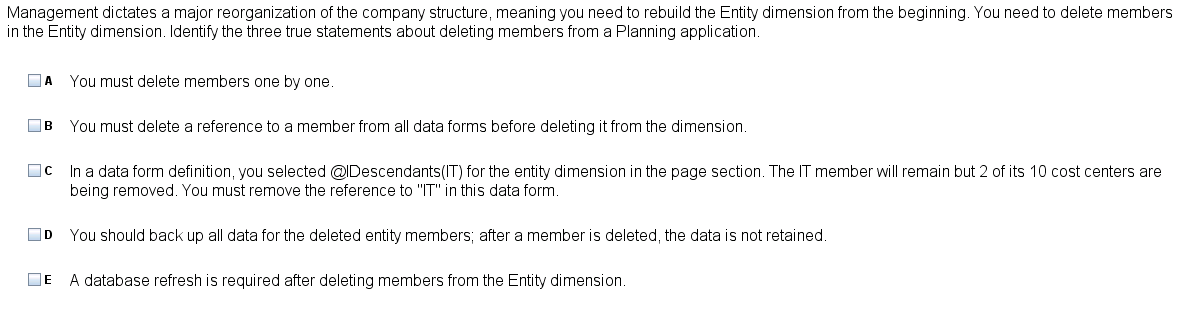 Management dictates a major reorganization of the company structure, meaning you need to rebuild the Entity dimension from the beginning. You need to delete members
in the Entity dimension. Identify the three true statements about deleting members from a Planning application.
A You must delete members one by one.
B You must delete a reference to a member from all data forms before deleting it from the dimension.
C In a data form definition, you selected @IDescendants(IT) for the entity dimension in the page section. The IT member will remain but 2 of its 10 cost centers are
being removed. You must remove the reference to "IT" in this data form.
D You should back up all data for the deleted entity members; after a member is deleted, the data is not retained.
E A database refresh is required after deleting members from the Entity dimension.